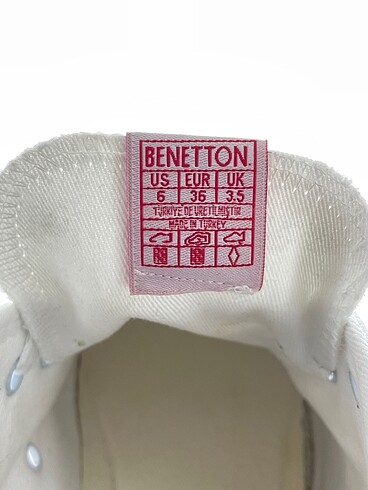 BENETTON.
US EUR UK
6 36 3.5
TÜRKİYE'DE ÜRETİLMİŞTİR
MADE IN TURKEY